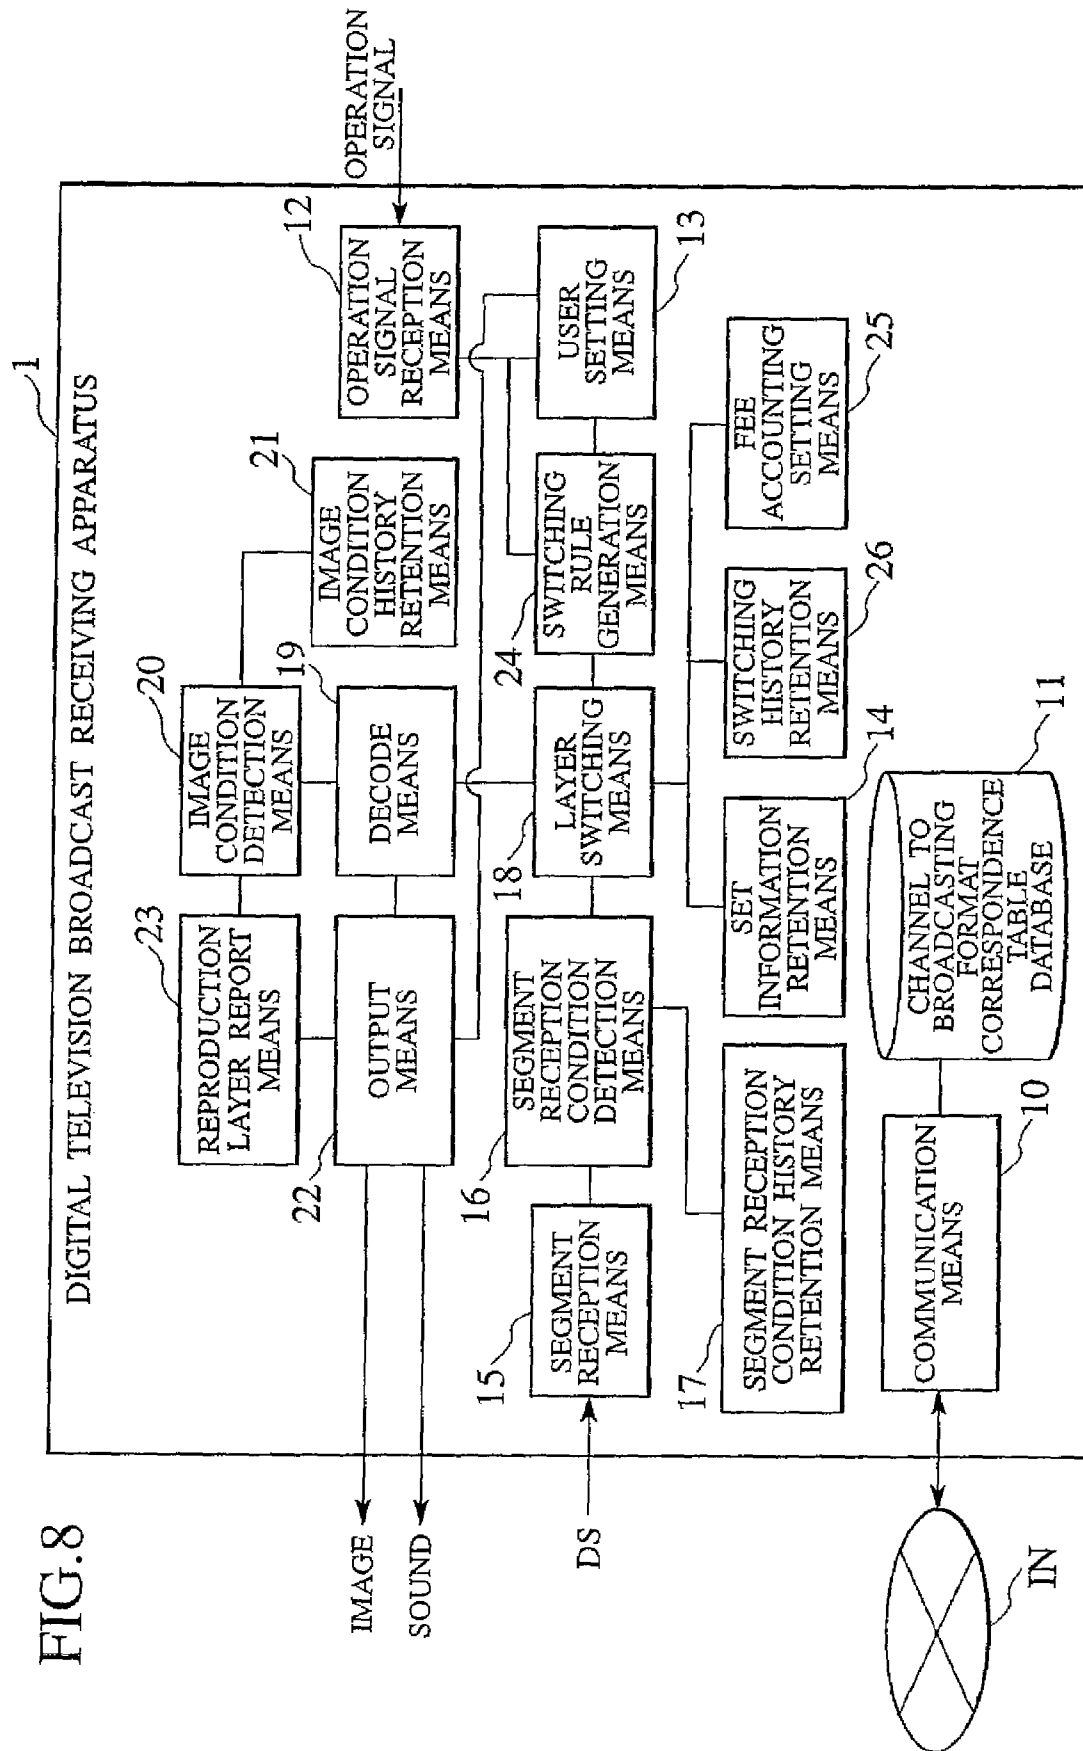 FIG.8
1
DIGITAL TELEVISION BROADCAST RECEIVING APPARATUS
23
REPRODUCTION
LAYER REPORT
MEANS
20
IMAGE
CONDITION
DETECTION
MEANS
21
IMAGE
CONDITION
HISTORY
RETENTION
MEANS
12
OPERATION
SIGNAL
RECEPTION
MEANS
OPERATION
SIGNAL
IMAGE
SOUND
22
OUTPUT
MEANS
19
DECODE
MEANS
DS
15
SEGMENT
RECEPTION
MEANS
16
SEGMENT
RECEPTION
CONDITION
DETECTION
MEANS
18
LAYER
SWITCHING
MEANS
24
SWITCHING
RULE
GENERATION
MEANS
USER
SETTING
MEANS
13
17
SEGMENT RECEPTION
CONDITION HISTORY
RETENTION MEANS
SET
INFORMATION
RETENTION
MEANS
14
SWITCHING
HISTORY
RETENTION
MEANS
26
FEE
ACCOUNTING
SETTING
MEANS
25
IN
COMMUNICATION
MEANS
10
CHANNEL TO
BROADCASTING
FORMAT
CORRESPONDENCE
TABLE
DATABASE
11